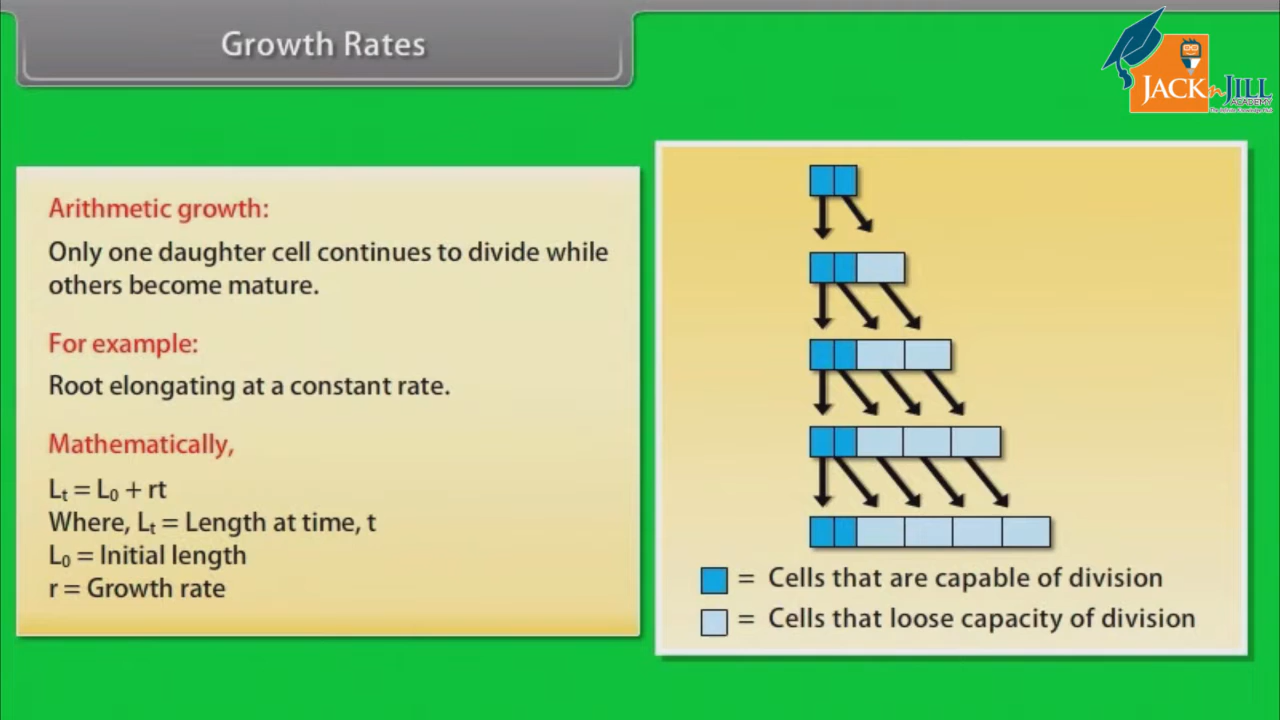 Growth Rates
JACK n JILL
ACADEMY
Arithmetic growth:
Only one daughter cell continues to divide while
others become mature.
For example:
Root elongating at a constant rate.
Mathematically,
Lₜ = L₀ + rt
Where, Lₜ = Length at time, t
L₀ = Initial length
r = Growth rate
= Cells that are capable of division
= Cells that loose capacity of division